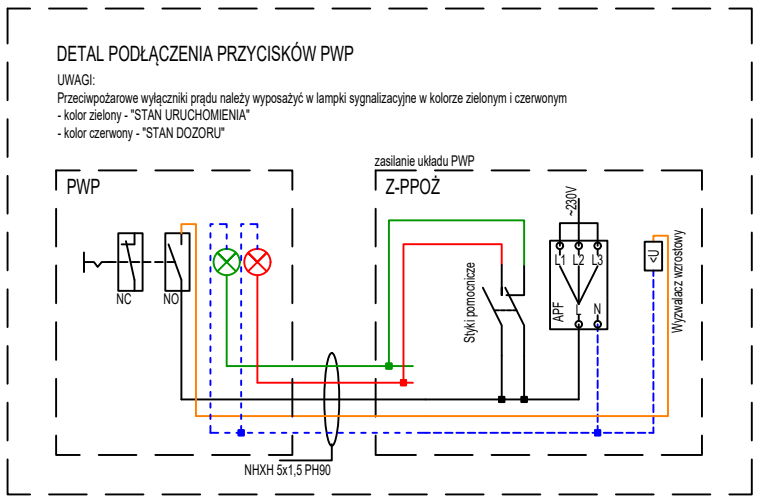 DETAL PODŁĄCZENIA PRZYCISKÓW PWP
UWAGI:
Przeciwpożarowe wyłączniki prądu należy wyposażyć w lampki sygnalizacyjne w kolorze zielonym i czerwonym
- kolor zielony - "STAN URUCHOMIENIA"
- kolor czerwony - "STAN DOZORU"
zasilanie układu PWP
PWP
Z-PPOŻ
~230V
L1 L2 L3
<U
Wyzwalacz wzrostowy
Styki pomocnicze
NC
NO
APF
L
N
NHXH 5x1,5 PH90